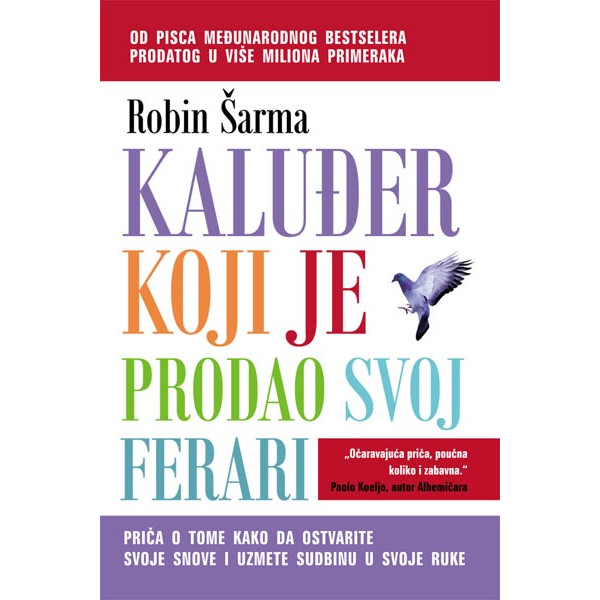 OD PISCA MEĐUNARODNOG BESTSELERA
PRODATOG U VIŠE MILIONA PRIMERAKA
Robin Šarma
KALUĐER
KOJI JE
PRODAO SVOJ
FERARI
„Očaravajuća priča, poučna
koliko i zabavna.“
Paolo Koeljo, autor Alhemičara
PRIČA O TOME KAKO DA OSTVARITE
SVOJE SNOVE I UZMETE SUDBINU U SVOJE RUKE